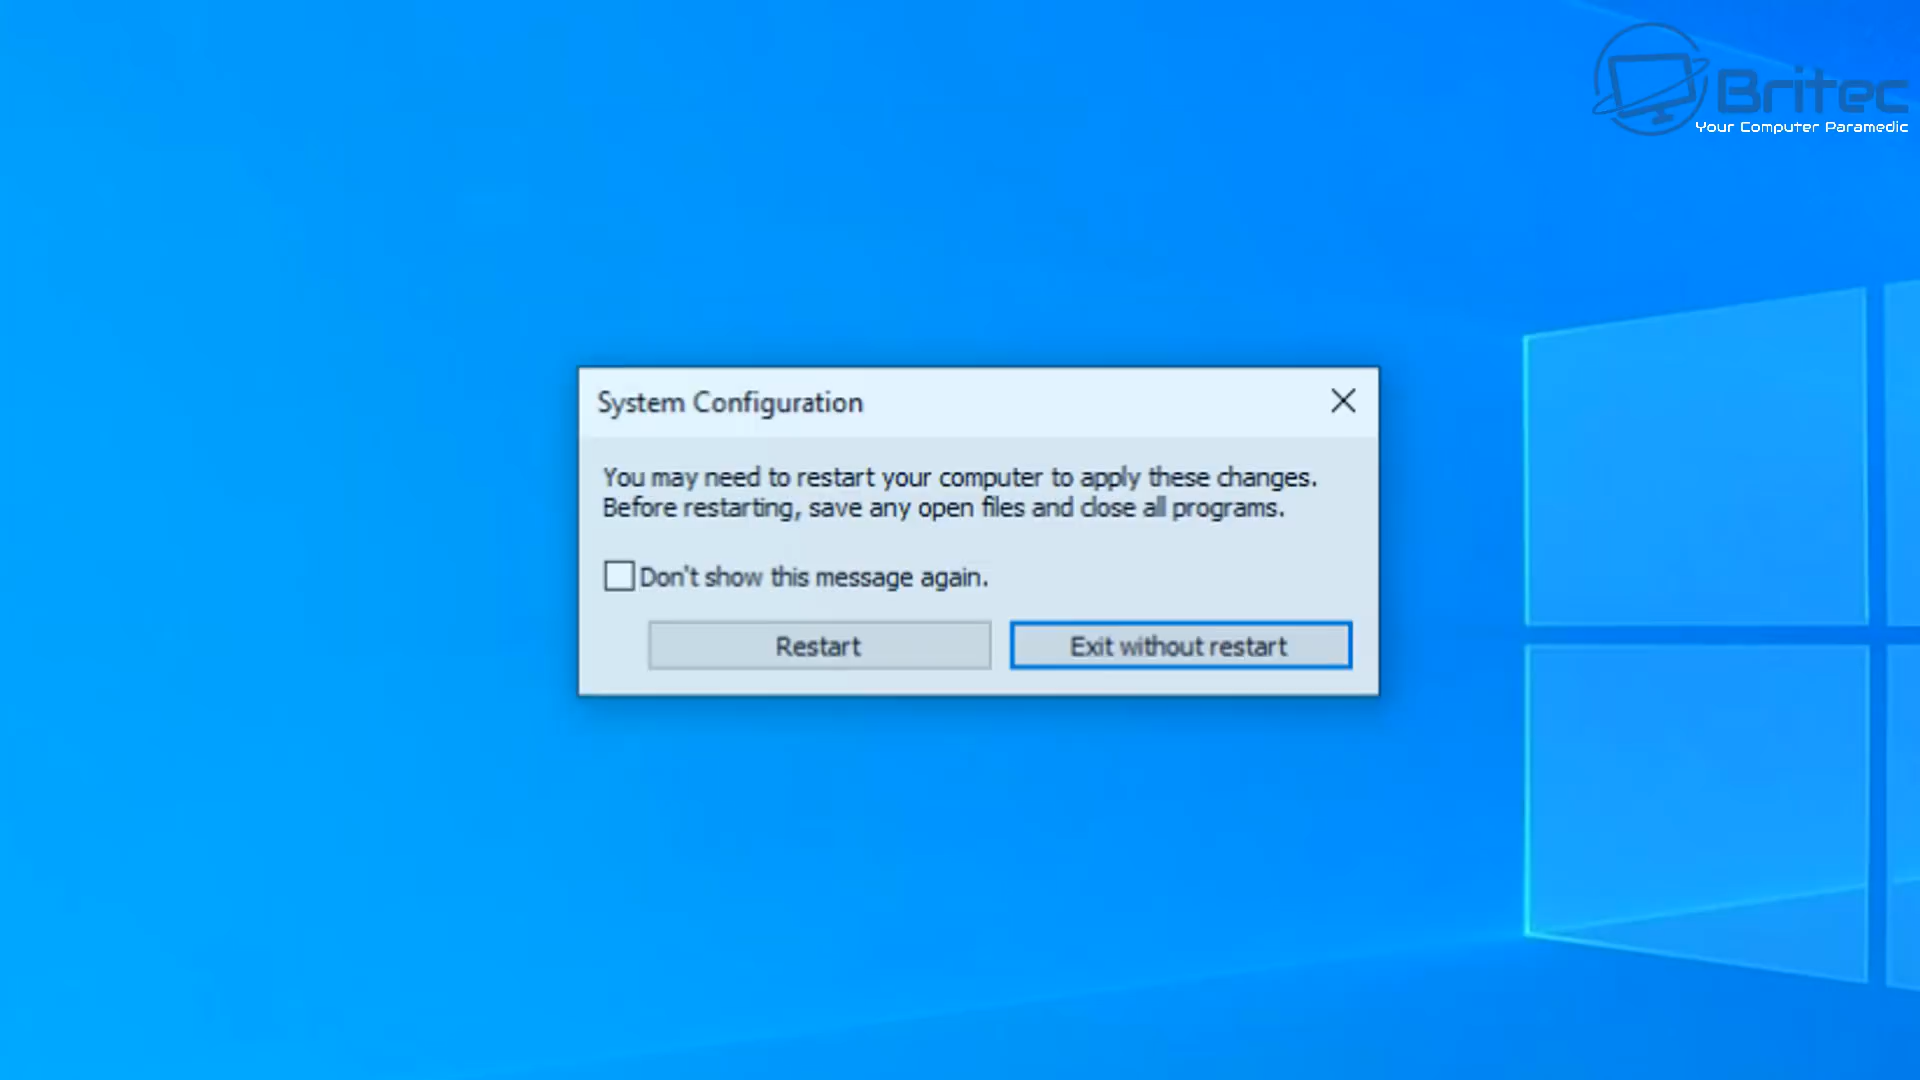 Britec
Your Computer Paramedic
System Configuration
You may need to restart your computer to apply these changes.
Before restarting, save any open files and close all programs.
Don't show this message again.
Restart
Exit without restart